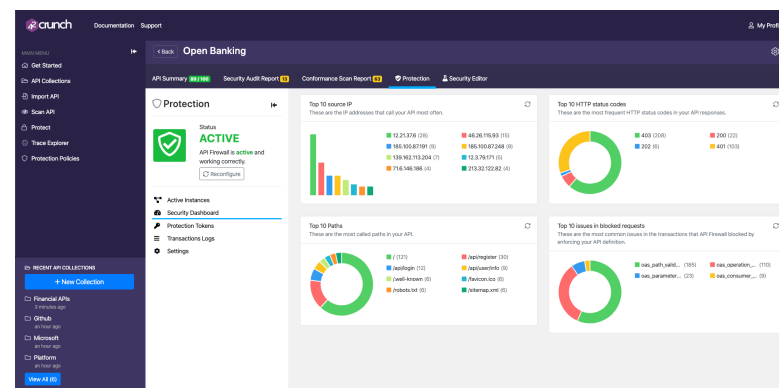 42 crunch
Documentation Support
My Profi
MAIN MENU
Get Started
API Collections
Import API
Scan API
Protect
Trace Explorer
Protection Policies
RECENT API COLLECTIONS
+ New Collection
Financial APIs
3 minutes ago
Github
an hour ago
Microsoft
an hour ago
Platform
an hour ago
View All (6)
< Back Open Banking
API Summary 89/100 Security Audit Report 13 Conformance Scan Report 63 Protection Security Editor
Protection
Status
ACTIVE
API Firewall is active and
working correctly.
Reconfigure
Active Instances
Security Dashboard
Protection Tokens
Transactions Logs
Settings
Top 10 source IP
These are the IP addresses that call your API most often.
12.21.37.6 (28) 46.26.115.93 (15)
185.100.87.191 (9) 185.100.87.248 (9)
139.162.113.204 (7) 12.3.79.171 (5)
71.6.146.186 (4) 213.32.122.82 (4)
Top 10 HTTP status codes
These are the most frequent HTTP status codes in your API responses.
403 (208) 200 (22)
202 (6) 401 (103)
Top 10 Paths
These are the most-called paths in your API.
/ (121) /api/register (30)
/api/login (12) /api/user/info (8)
/.well-known (6) /favicon.ico (6)
/robots.txt (6) /sitemap.xml (6)
Top 10 issues in blocked requests
These are the most common issues in the transactions that API Firewall blocked by
enforcing your API definition.
oas_path_valid... (185) oas_operation_... (110)
oas_parameter... (23) oas_consumer_... (9)